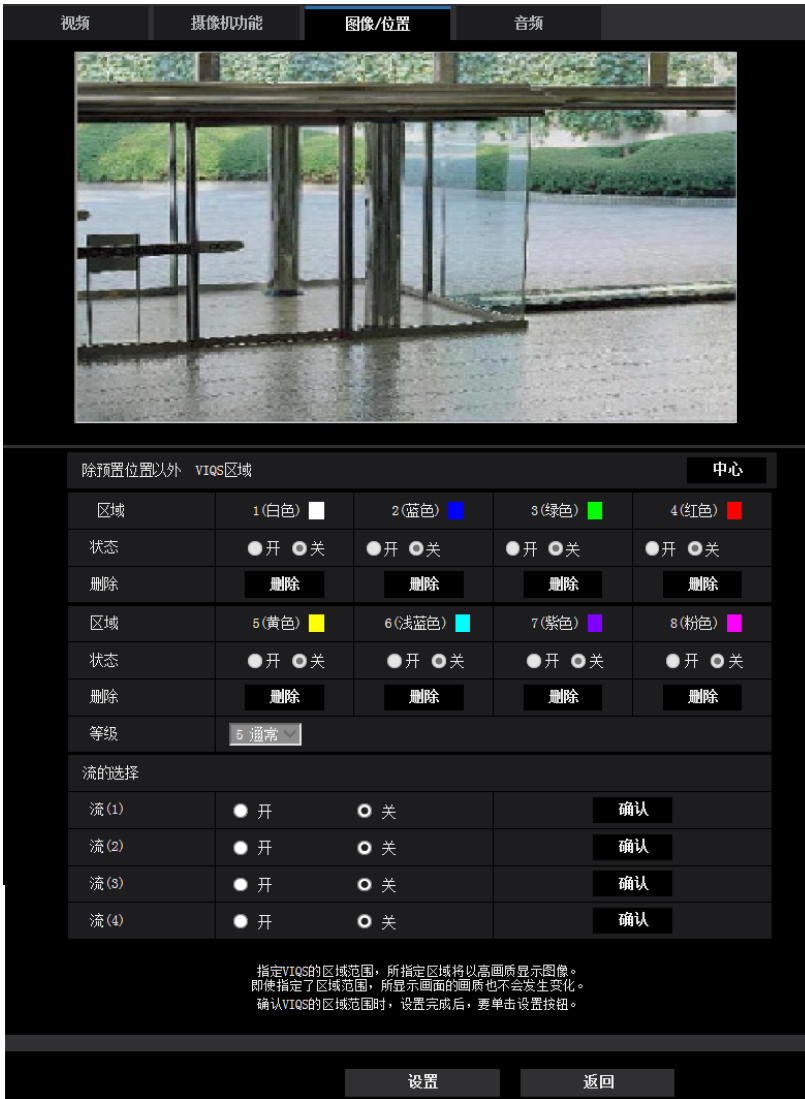 视频 摄像机功能 图像/位置 音频
除预置位置以外 VIQS区域 中心
区域 1(白色) 2(蓝色) 3(绿色) 4(红色)
状态 开 关 开 关 开 关 开 关
删除 删除 删除 删除 删除
区域 5(黄色) 6(浅蓝色) 7(紫色) 8(粉色)
状态 开 关 开 关 开 关 开 关
删除 删除 删除 删除 删除
等级 5 通常
流的选择
流(1) 开 关 确认
流(2) 开 关 确认
流(3) 开 关 确认
流(4) 开 关 确认
指定VIQS的区域范围，所指定区域将以高画质显示图像。
即使指定了区域范围，所显示画面的画质也不会发生变化。
确认VIQS的区域范围时，设置完成后，要单击设置按钮。
设置 返回